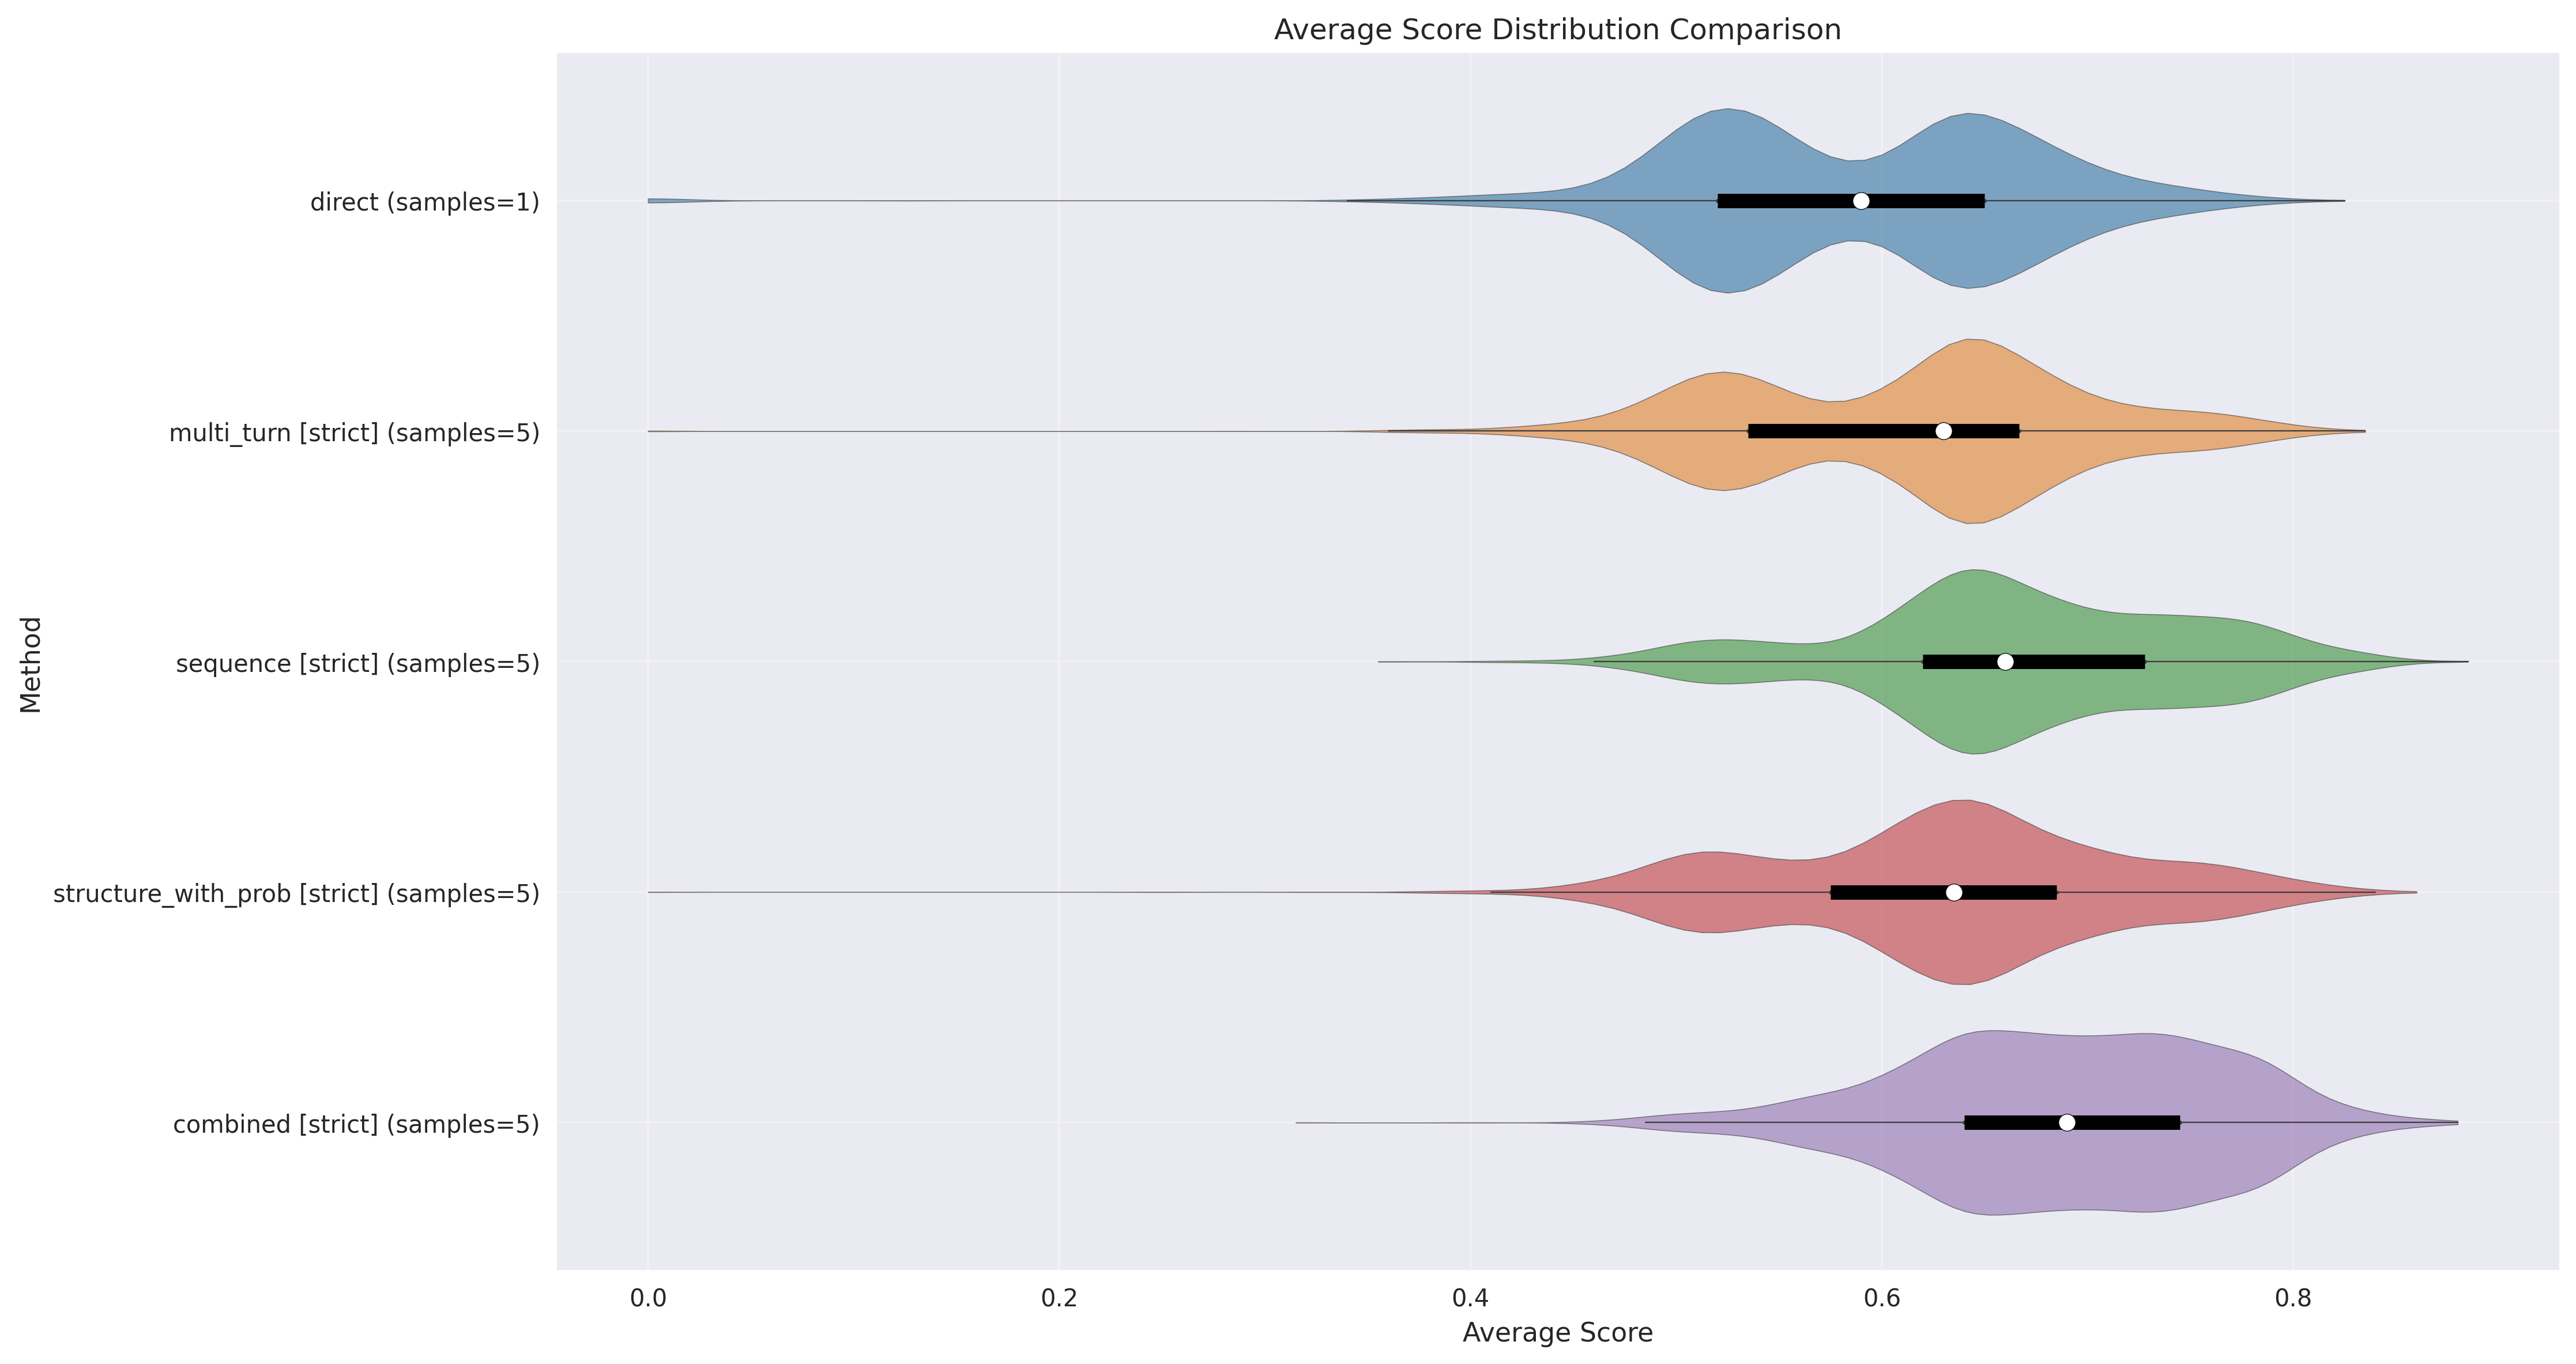 Average Score Distribution Comparison
Method
direct (samples=1)
multi_turn [strict] (samples=5)
sequence [strict] (samples=5)
structure_with_prob [strict] (samples=5)
combined [strict] (samples=5)
0.0 0.2 0.4 0.6 0.8
Average Score